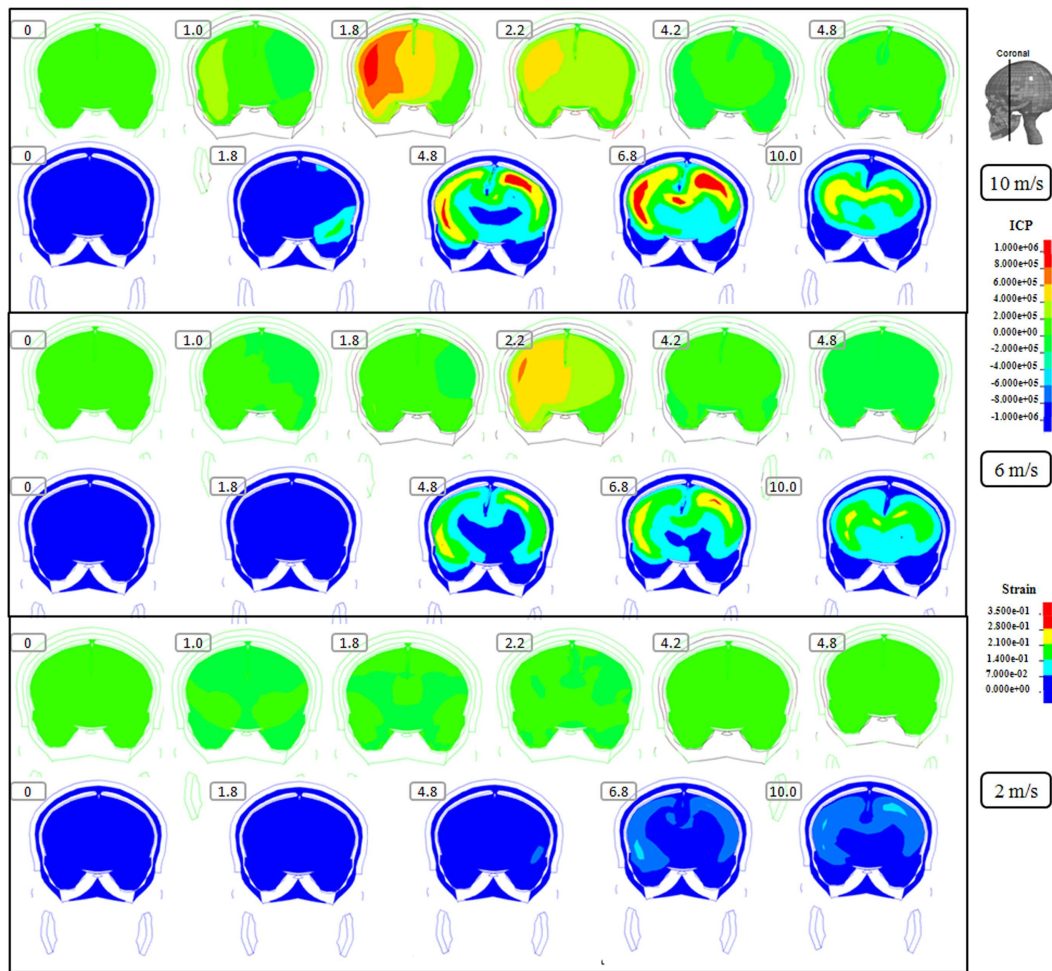 0 1.0 1.8 2.2 4.2 4.8
Coronal
0 1.8 4.8 6.8 10.0
10 m/s
ICP
1.000e+06
8.000e+05
6.000e+05
4.000e+05
2.000e+05
0.000e+00
-2.000e+05
-4.000e+05
-6.000e+05
-8.000e+05
-1.000e+06
0 1.0 1.8 2.2 4.2 4.8
0 1.8 4.8 6.8 10.0
6 m/s
Strain
3.500e-01
2.800e-01
2.100e-01
1.400e-01
7.000e-02
0.000e+00
0 1.0 1.8 2.2 4.2 4.8
0 1.8 4.8 6.8 10.0
2 m/s